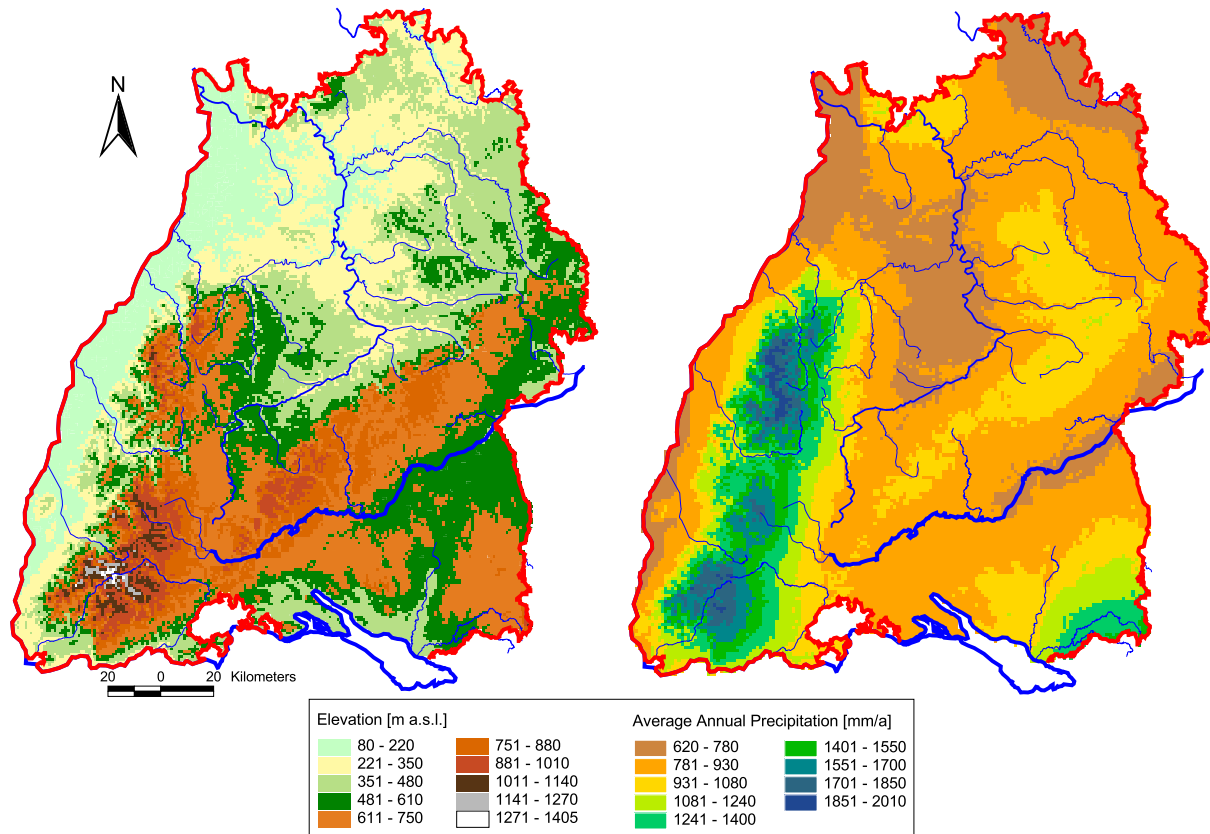 N
20 0 20 Kilometers
Elevation [m a.s.l.]
80 - 220
221 - 350
351 - 480
481 - 610
611 - 750
751 - 880
881 - 1010
1011 - 1140
1141 - 1270
1271 - 1405
Average Annual Precipitation [mm/a]
620 - 780
781 - 930
931 - 1080
1081 - 1240
1241 - 1400
1401 - 1550
1551 - 1700
1701 - 1850
1851 - 2010